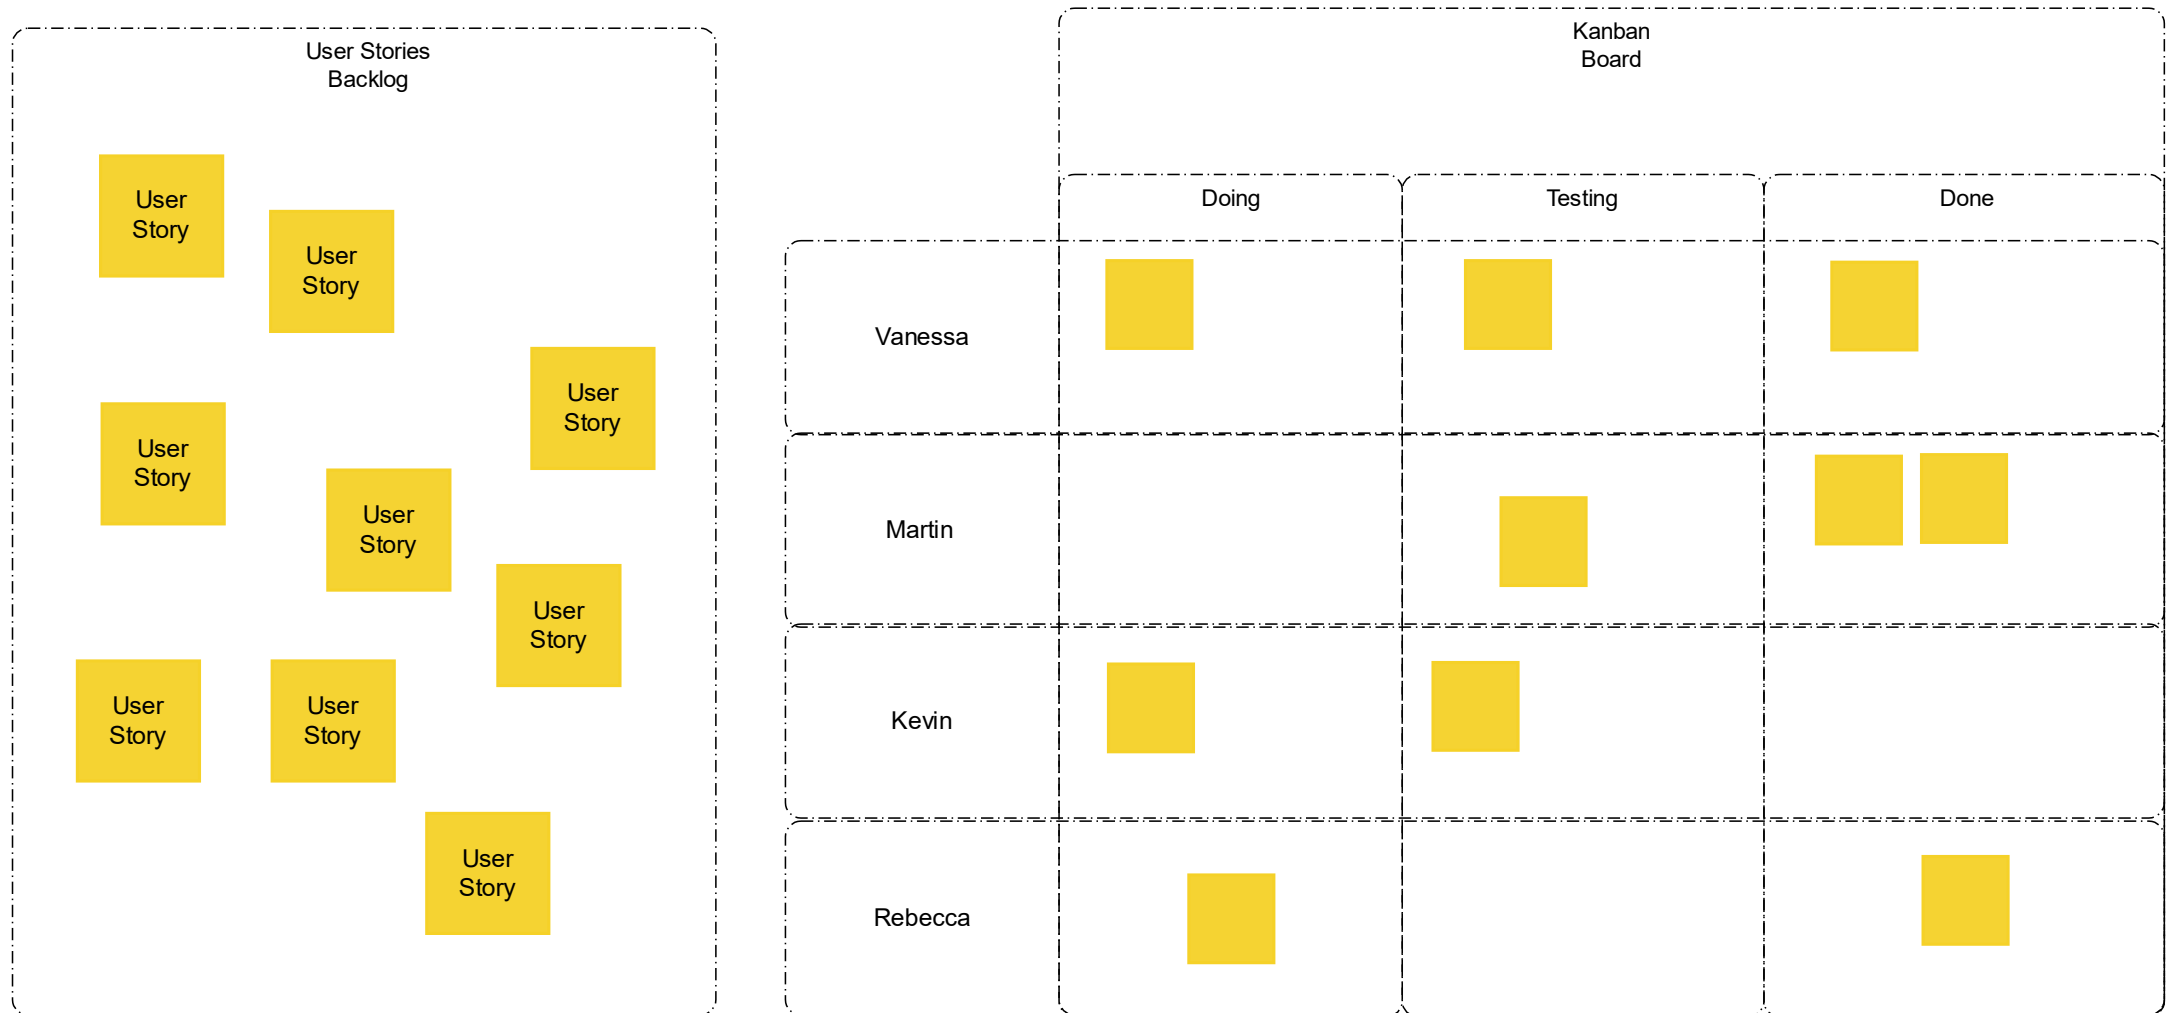 User Stories
Backlog
User
Story
User
Story
User
Story
User
Story
User
Story
User
Story
User
Story
User
Story
User
Story
Kanban
Board
Doing
Testing
Done
Vanessa
Martin
Kevin
Rebecca